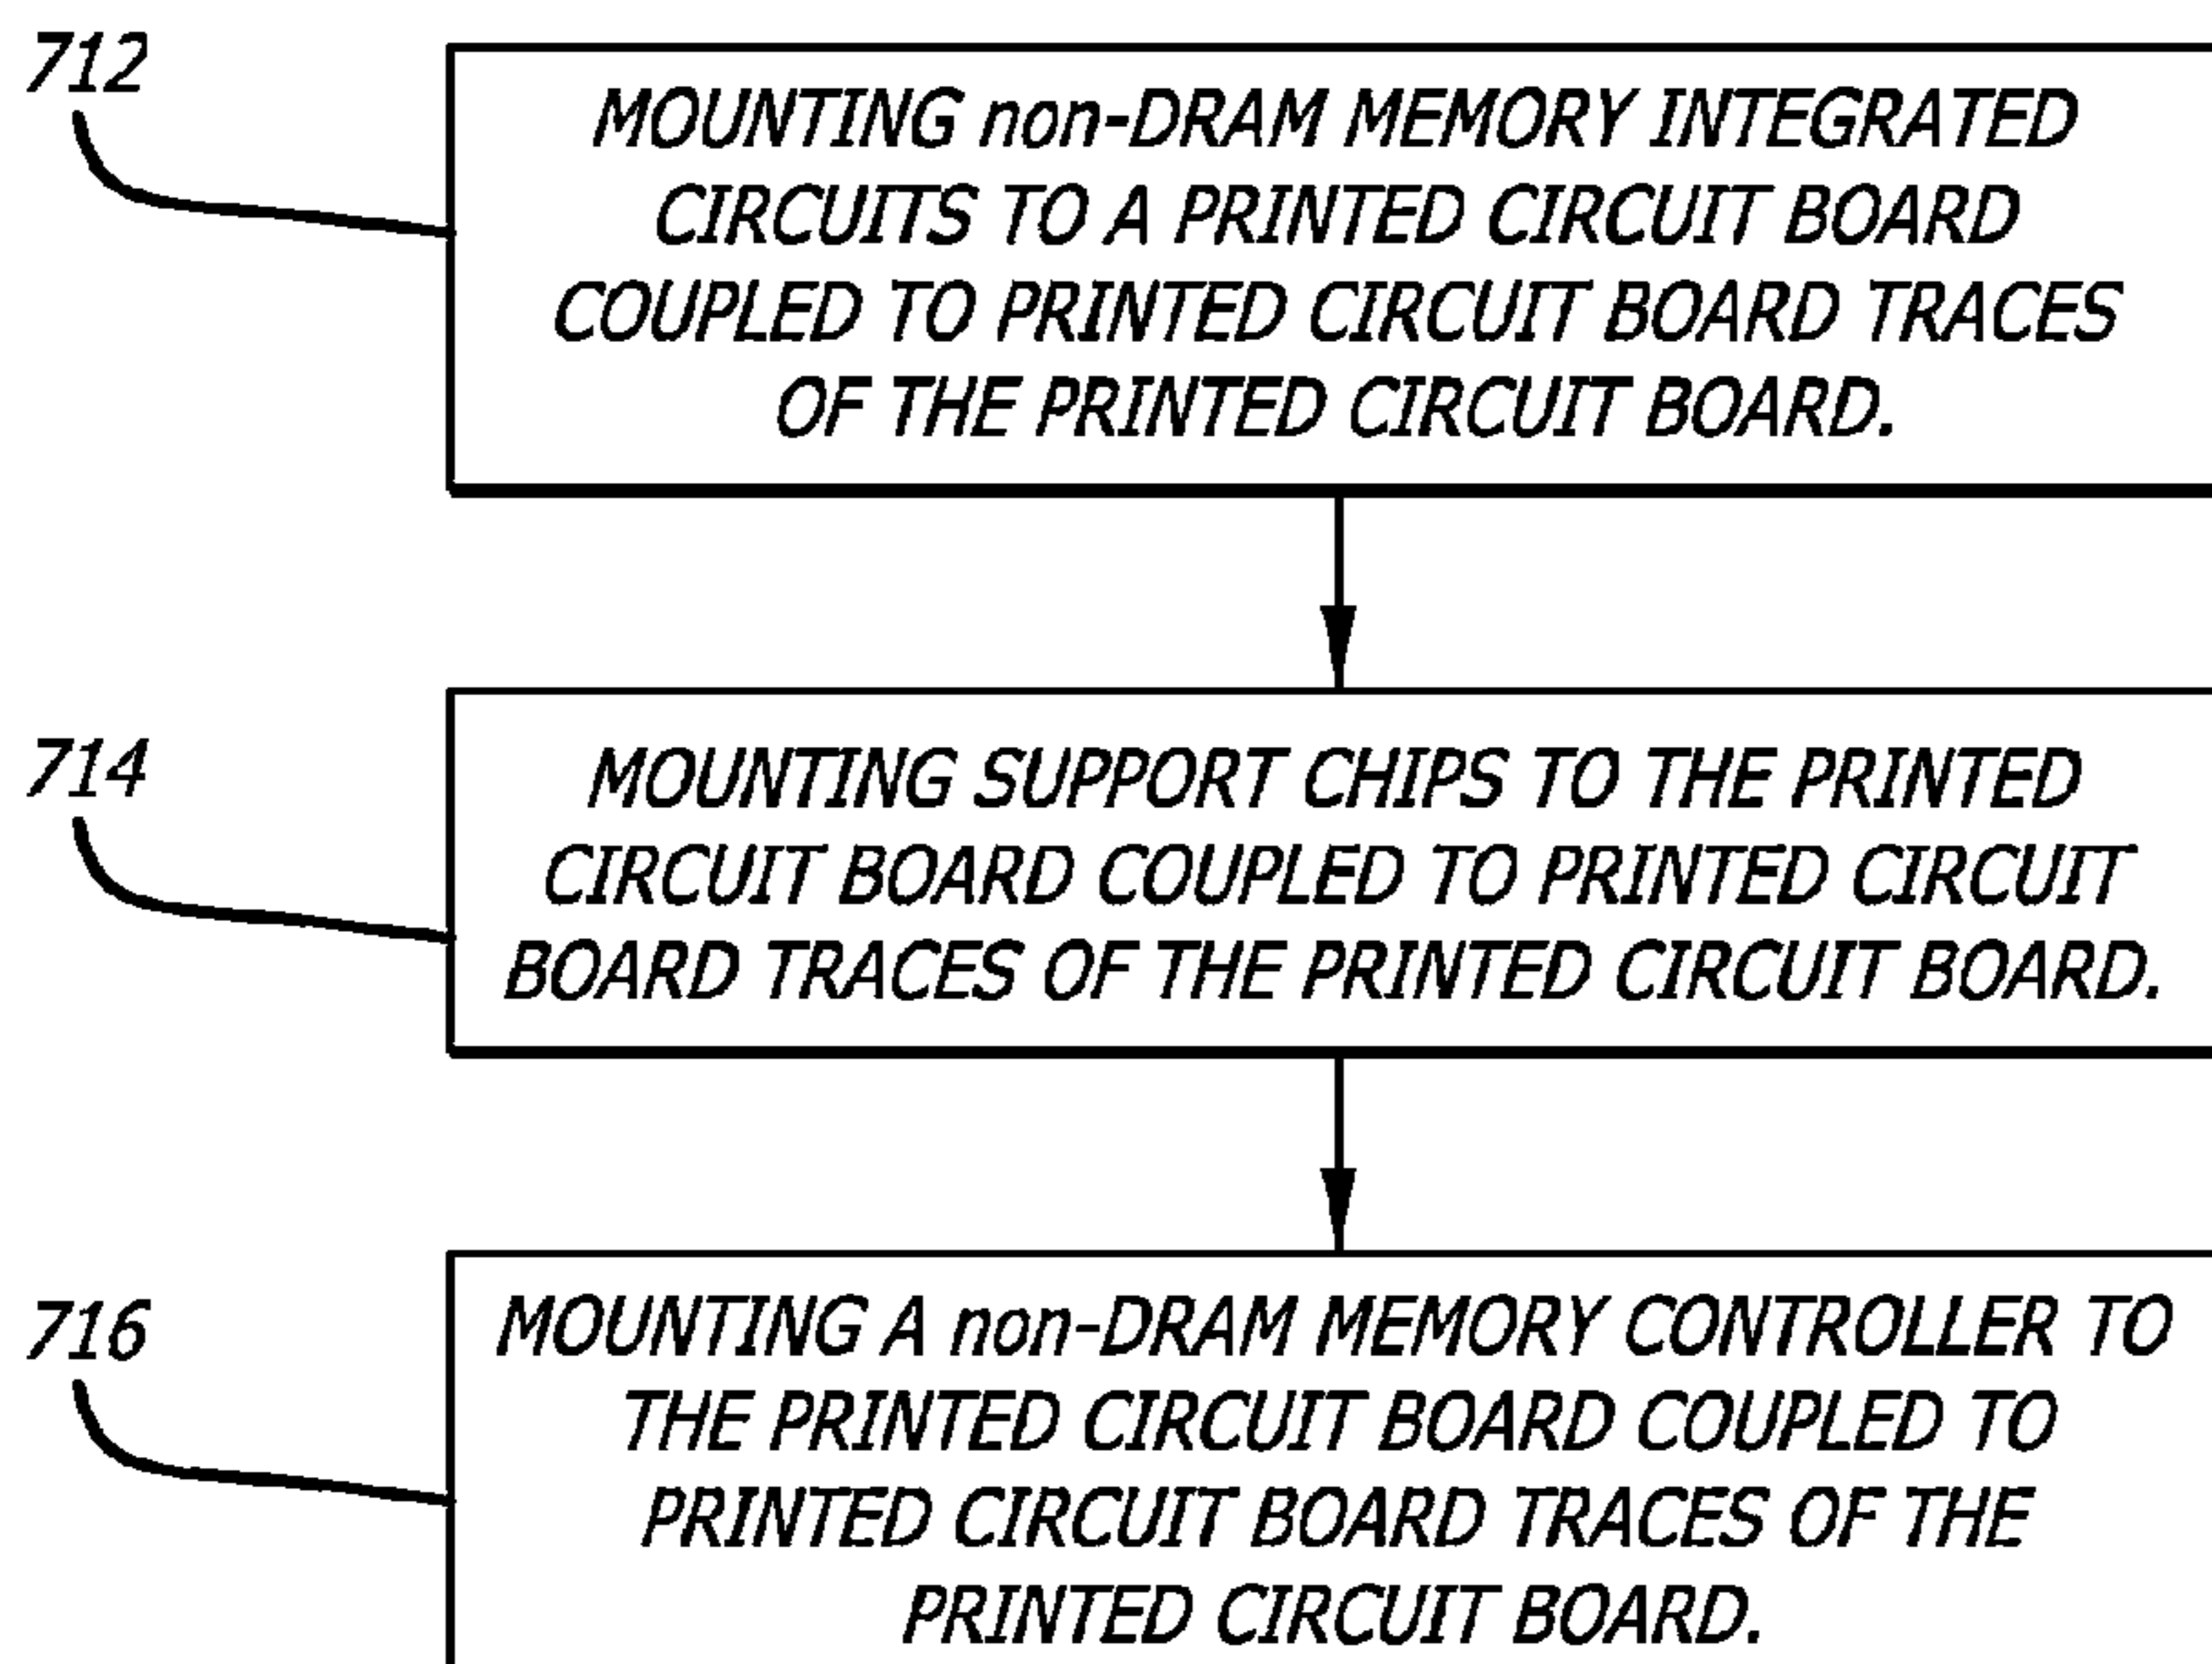 712
MOUNTING non-DRAM MEMORY INTEGRATED
CIRCUITS TO A PRINTED CIRCUIT BOARD
COUPLED TO PRINTED CIRCUIT BOARD TRACES
OF THE PRINTED CIRCUIT BOARD.
714
MOUNTING SUPPORT CHIPS TO THE PRINTED
CIRCUIT BOARD COUPLED TO PRINTED CIRCUIT
BOARD TRACES OF THE PRINTED CIRCUIT BOARD.
716
MOUNTING A non-DRAM MEMORY CONTROLLER TO
THE PRINTED CIRCUIT BOARD COUPLED TO
PRINTED CIRCUIT BOARD TRACES OF THE
PRINTED CIRCUIT BOARD.